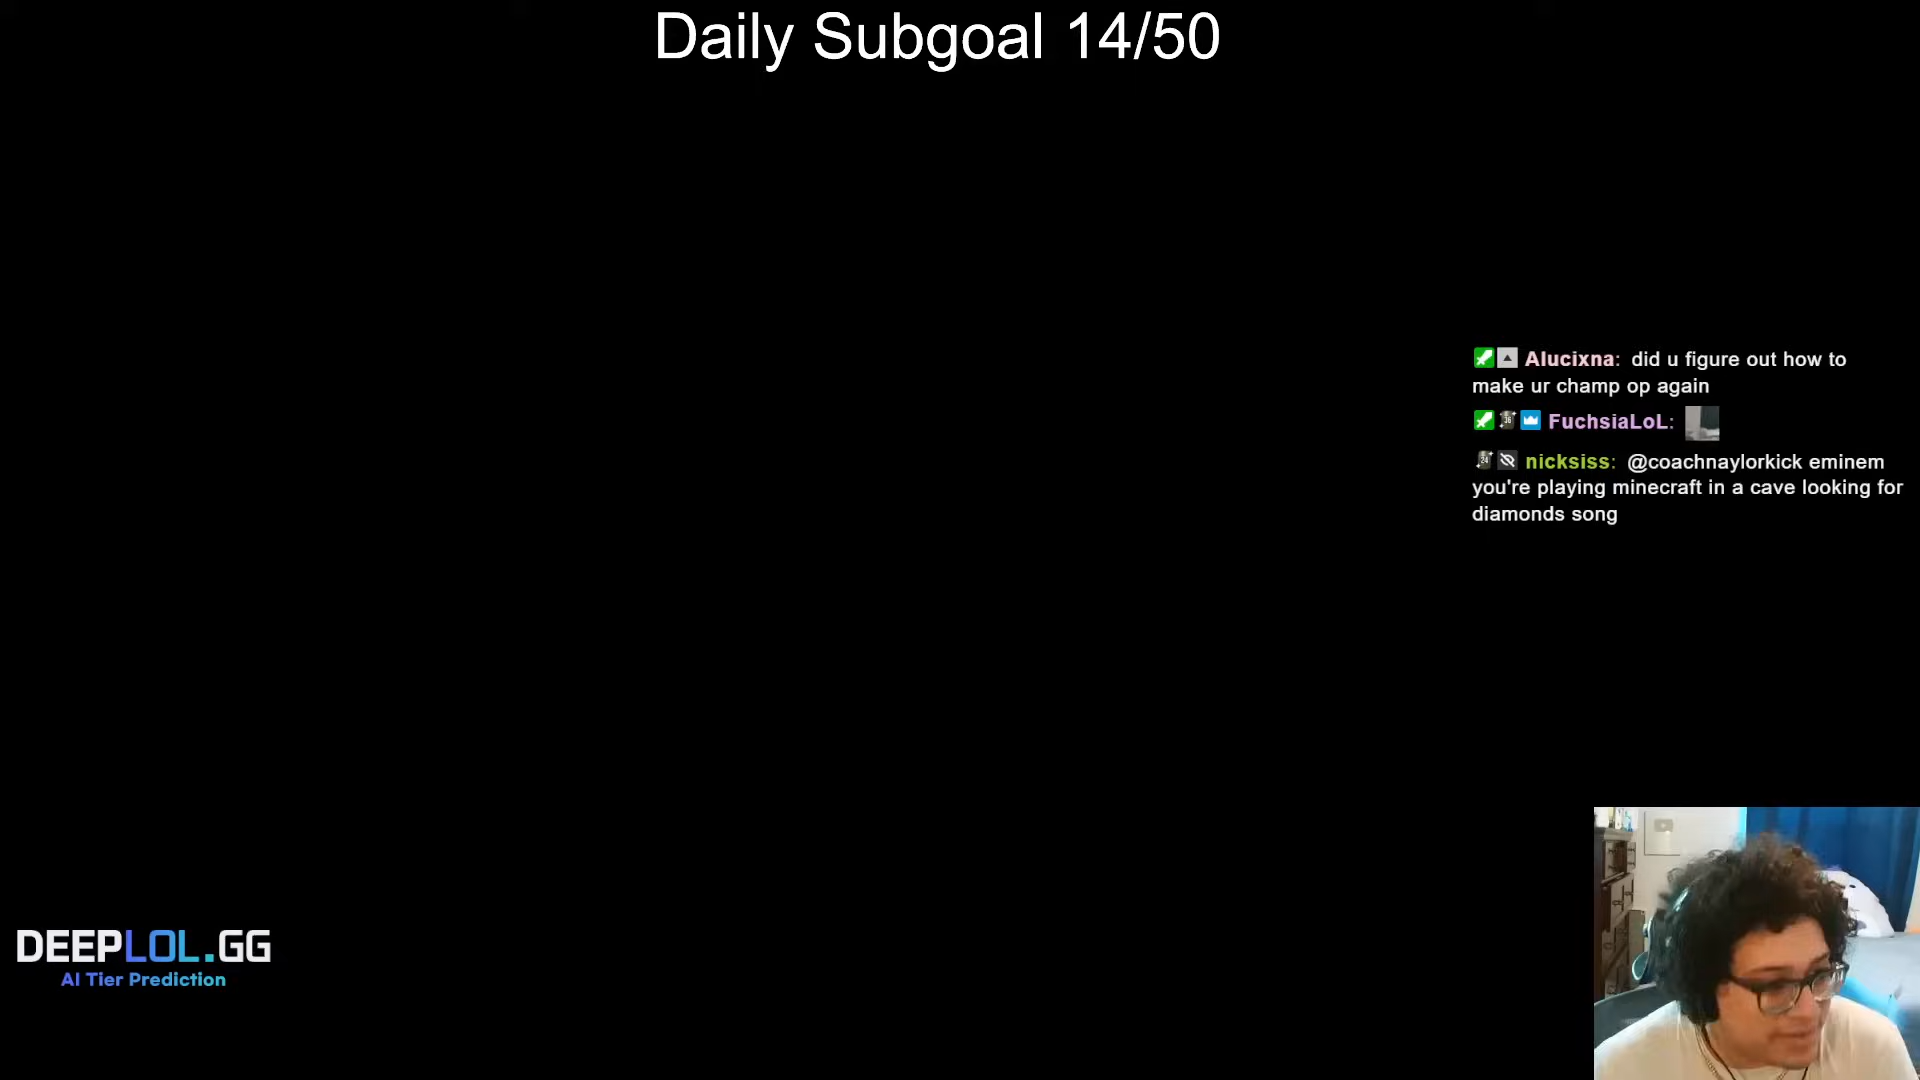 Daily Subgoal 14/50
Alucixna: did u figure out how to
make ur champ op again
FuchsiaLoL:
nicksiss: @coachnaylorkick eminem
you're playing minecraft in a cave looking for
diamonds song
DEEPLOL.GG
AI Tier Prediction